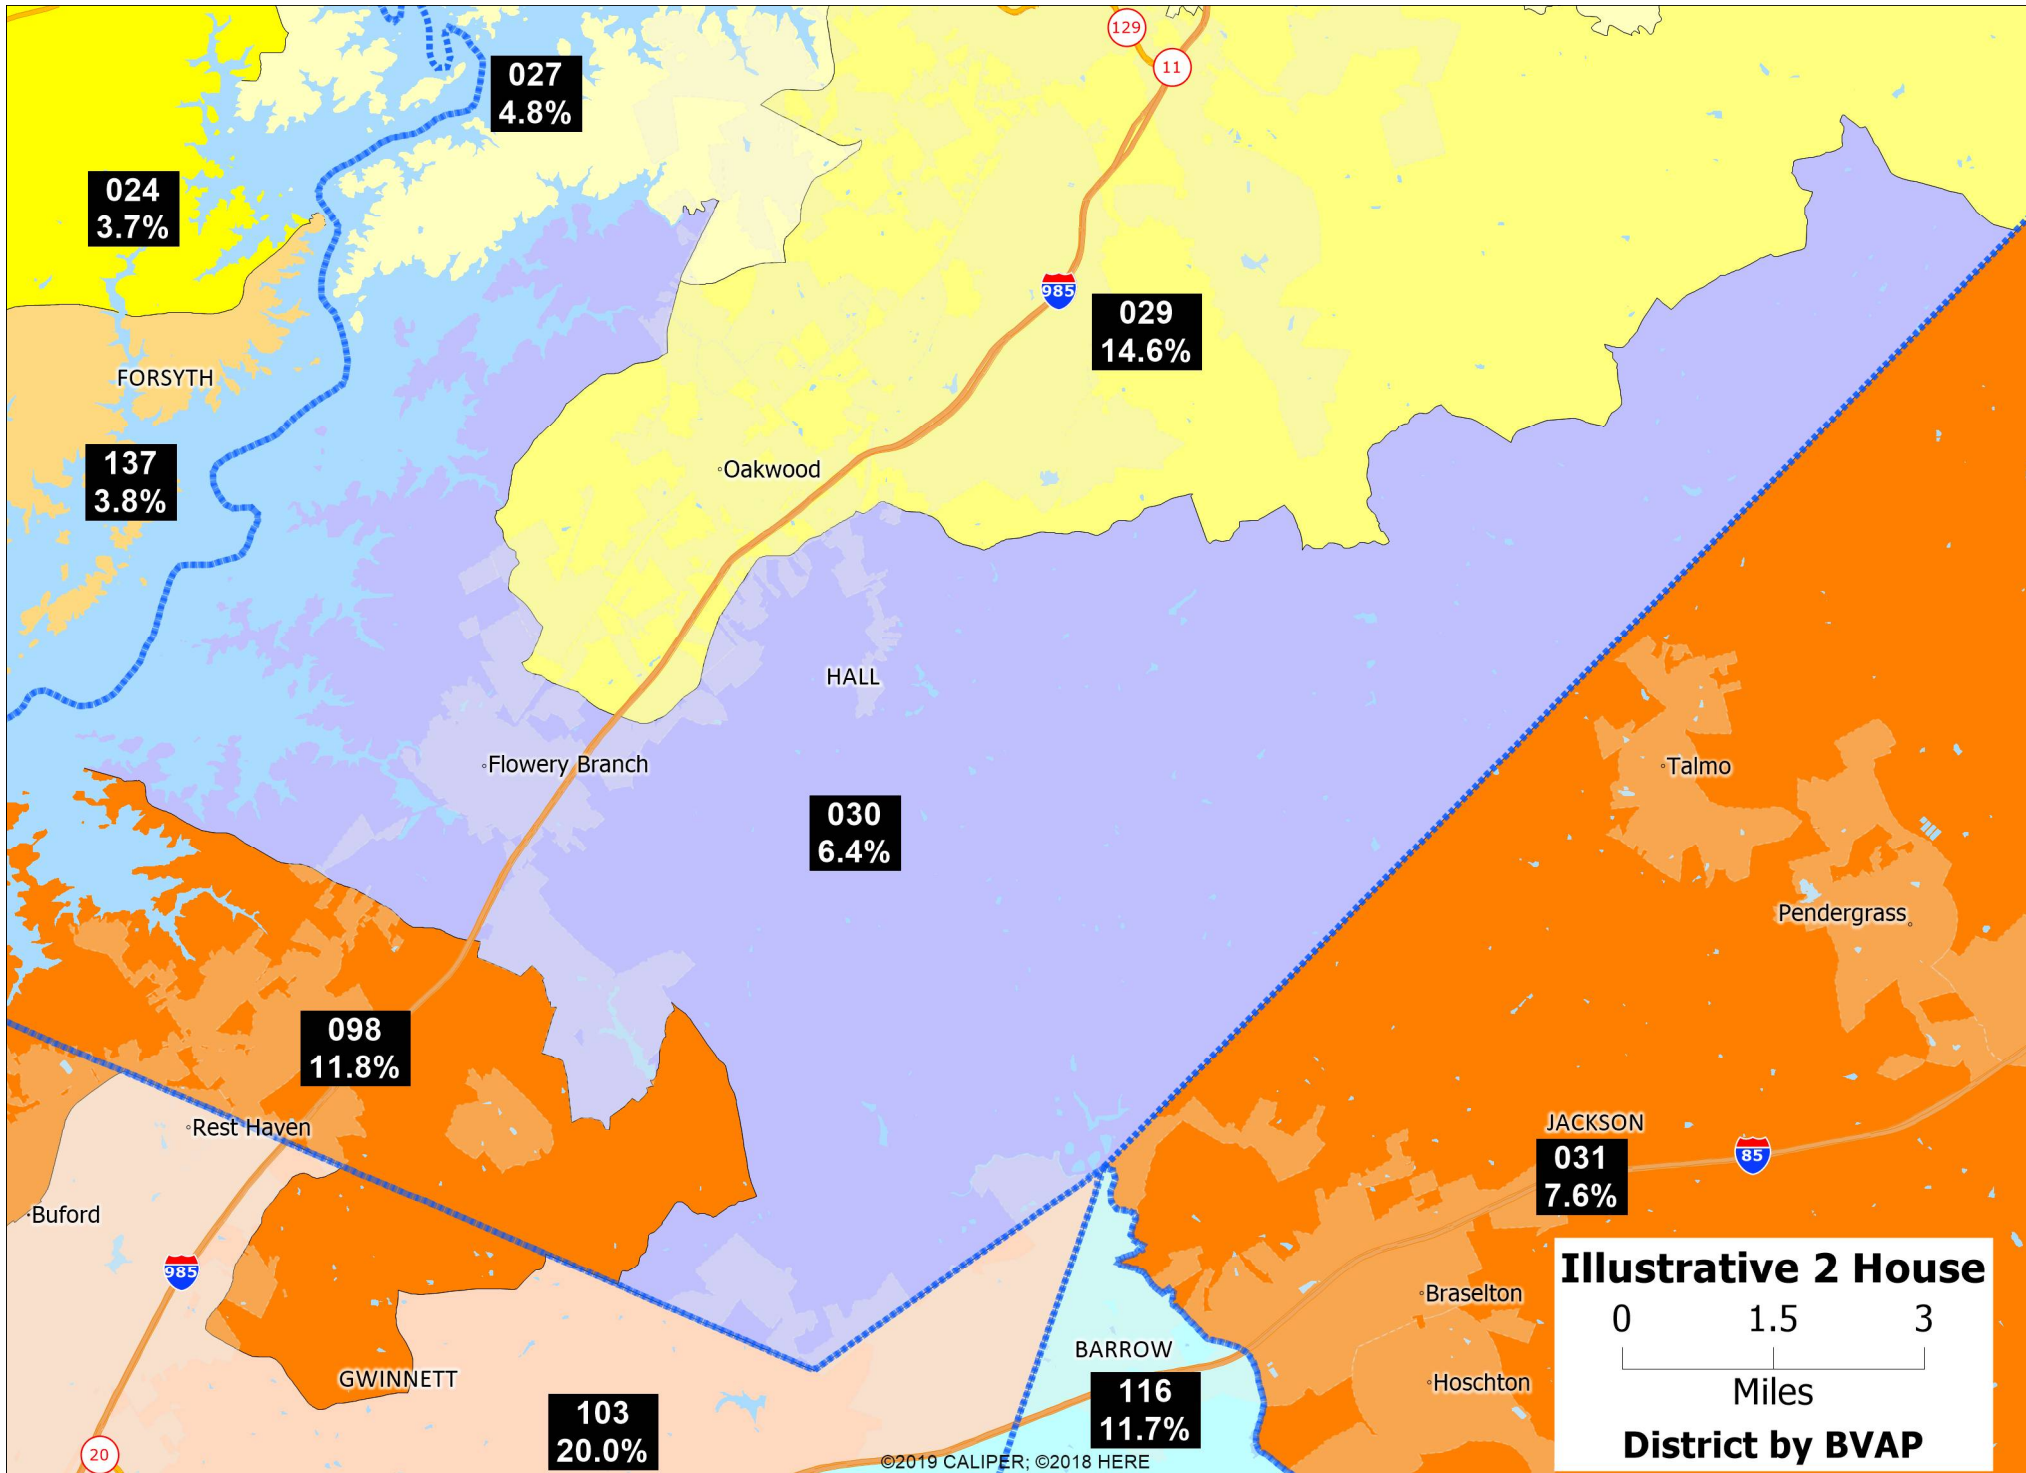 129
11
027
4.8%
024
3.7%
985
029
14.6%
FORSYTH
137
3.8%
Oakwood
HALL
Flowery Branch
Talmo
030
6.4%
Pendergrass
098
11.8%
Rest Haven
JACKSON
031
7.6%
85
Buford
985
Braselton
BARROW
GWINNETT
Hoschton
116
11.7%
103
20.0%
20
©2019 CALIPER; ©2018 HERE
Illustrative 2 House
0 1.5 3
Miles
District by BVAP